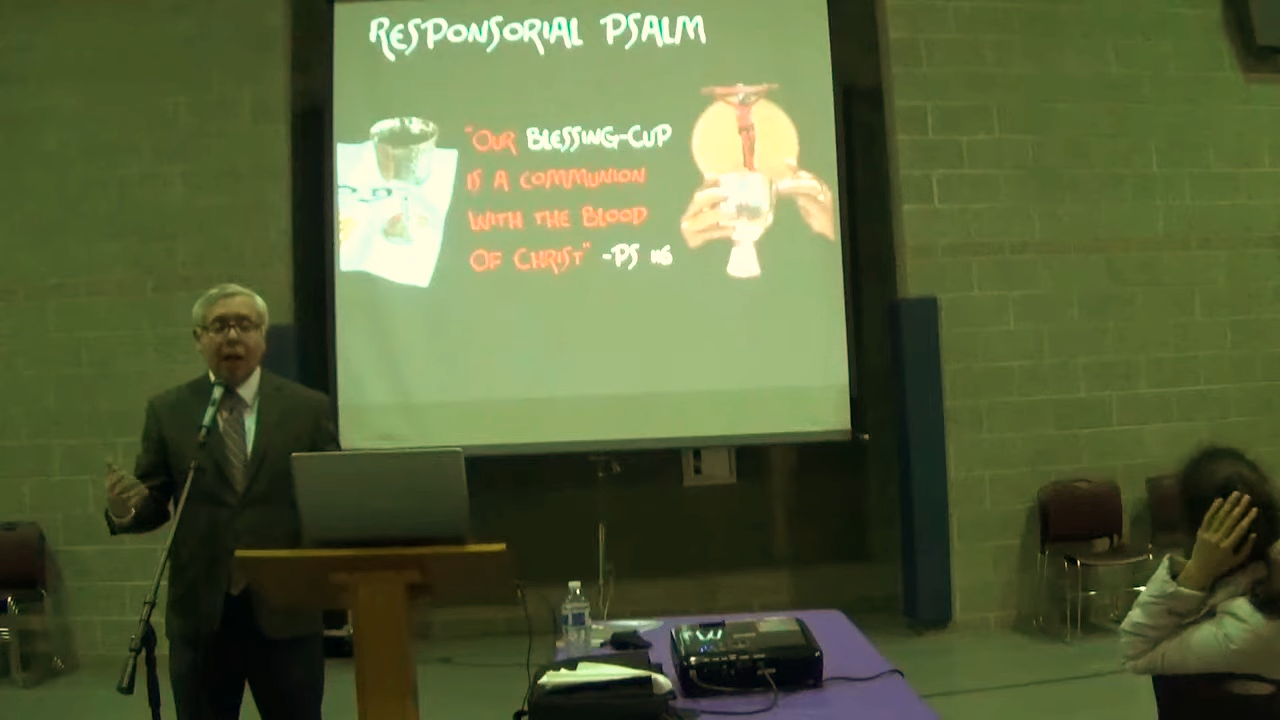 RESPONSORIAL PSALM
"OUR BLESSING-CUP
IS A COMMUNION
WITH THE BLOOD
OF CHRIST" -PS 116